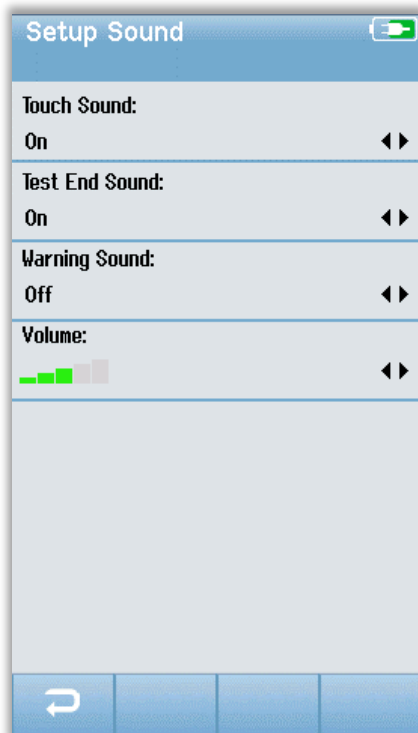 Setup Sound
Touch Sound:
On
Test End Sound:
On
Warning Sound:
Off
Volume: